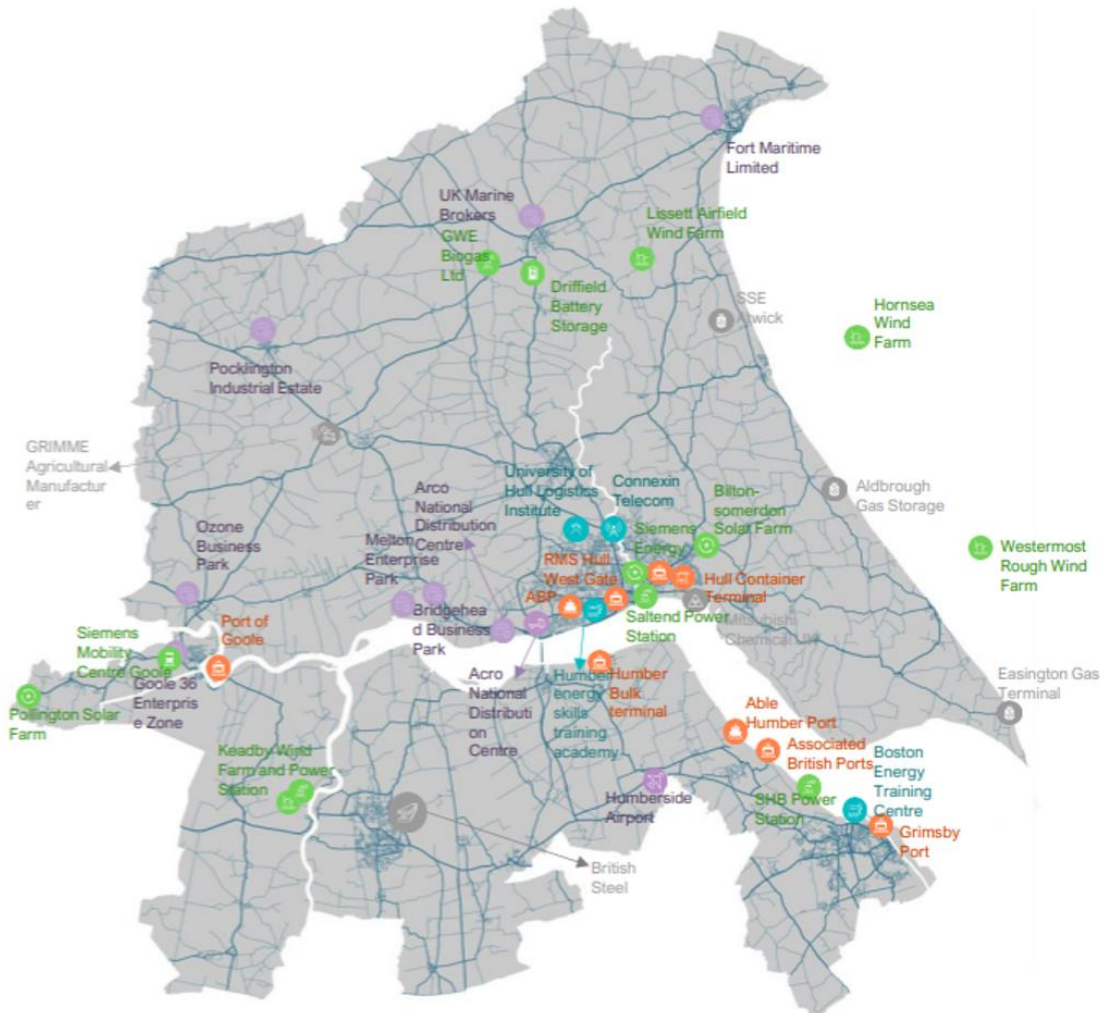 Fort Maritime
Limited
UK Marine
Brokers
GWE
Biogas
Ltd
Lissett Airfield
Wind Farm
Driffield
Battery
Storage
SSE
Atwick
Hornsea
Wind
Farm
Pocklington
Industrial Estate
GRIMME
Agricultural
Manufactur
er
Arco
National
Distribution
Centre
University of
Hull Logistics
Institute
Connexin
Telecom
Bilton-
somerdon
Solar Farm
Aldbrough
Gas Storage
Ozone
Business
Park
Melton
Enterprise
Park
Siemens
Energy
RMS Hull
West Gate
Hull Container
Terminal
Westermost
Rough Wind
Farm
ABP
Bridgehea
d Business
Park
Saltend Power
Station
Mitsubishi
Chemical UK
Siemens
Mobility
Centre Goole
Port of
Goole
Goole 36
Enterpris
e Zone
Pollington Solar
Farm
Acro
National
Distributi
on
Centre
Humber
energy
skills
training
academy
Humber
Bulk
terminal
Easington Gas
Terminal
Able
Humber Port
Associated
British Ports
Boston
Energy
Training
Centre
Keadby Wind
Farm and Power
Station
Humberside
Airport
SHB Power
Station
Grimsby
Port
British
Steel